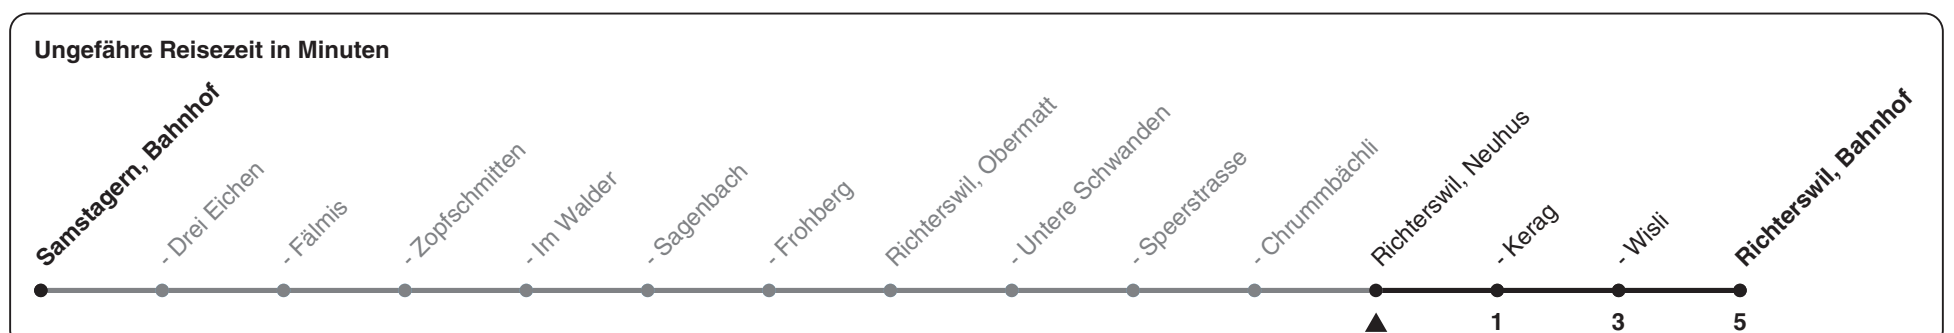 Ungefähre Reisezeit in Minuten
Samstagern, Bahnhof
- Drei Eichen
- Fälmis
- Zopfschmitten
- Im Walder
- Sagenbach
- Frohberg
Richterswil, Obermatt
- Untere Schwanden
- Speerstrasse
- Chrummbächli
Richterswil, Neuhus
- Kerag
- Wisli
Richterswil, Bahnhof
1 3 5